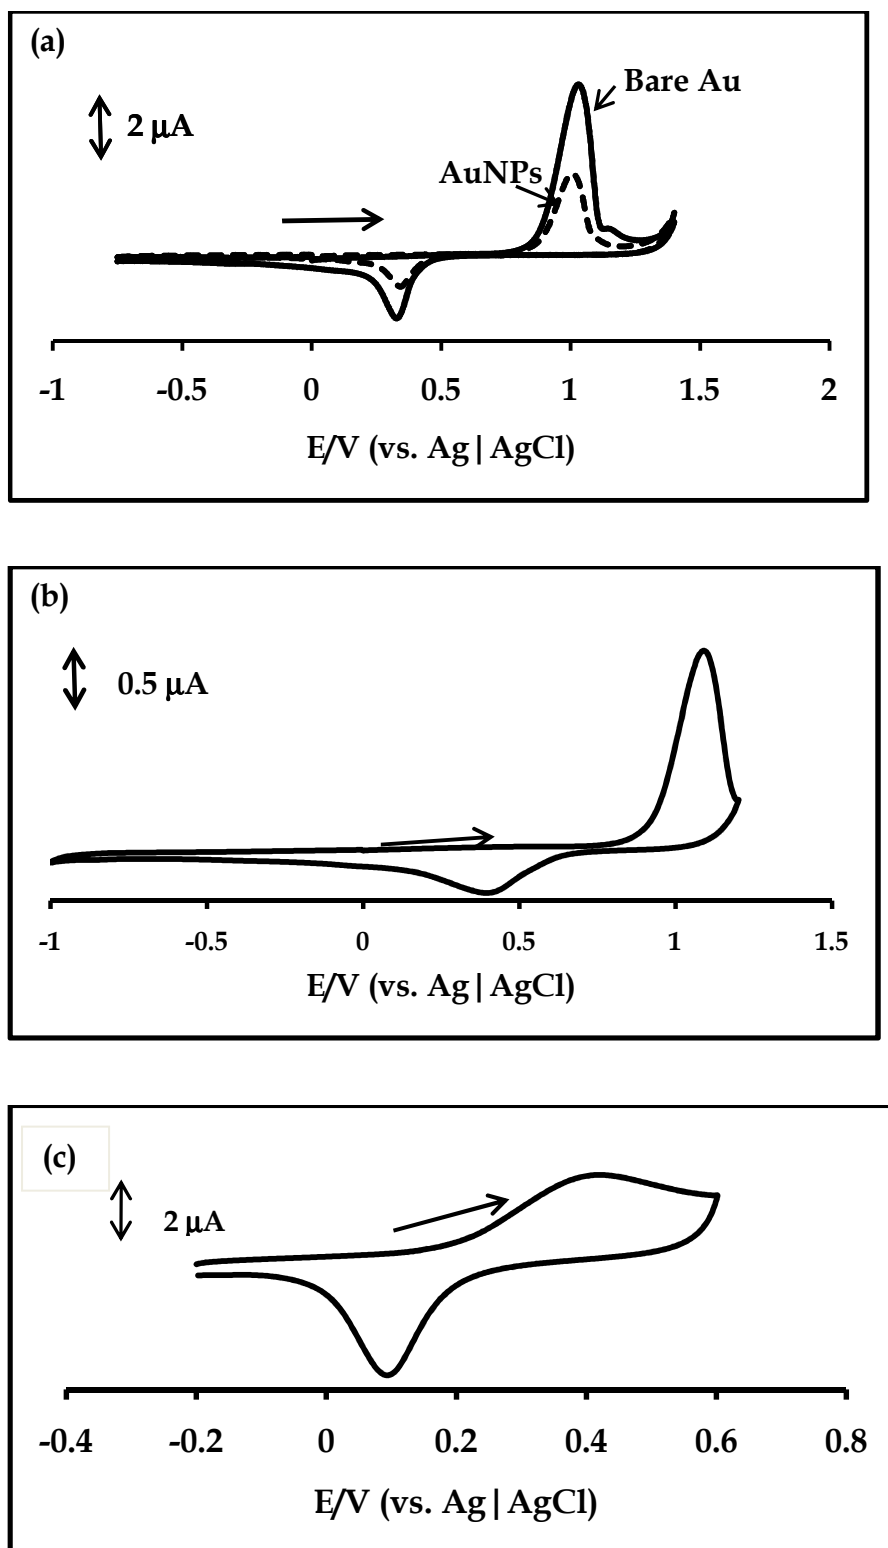 (a)
Bare Au
2 µA
AuNPs
-1 -0.5 0 0.5 1 1.5 2
E/V (vs. Ag|AgCl)
(b)
0.5 µA
-1 -0.5 0 0.5 1 1.5
E/V (vs. Ag|AgCl)
(c)
2 µA
-0.4 -0.2 0 0.2 0.4 0.6 0.8
E/V (vs. Ag|AgCl)